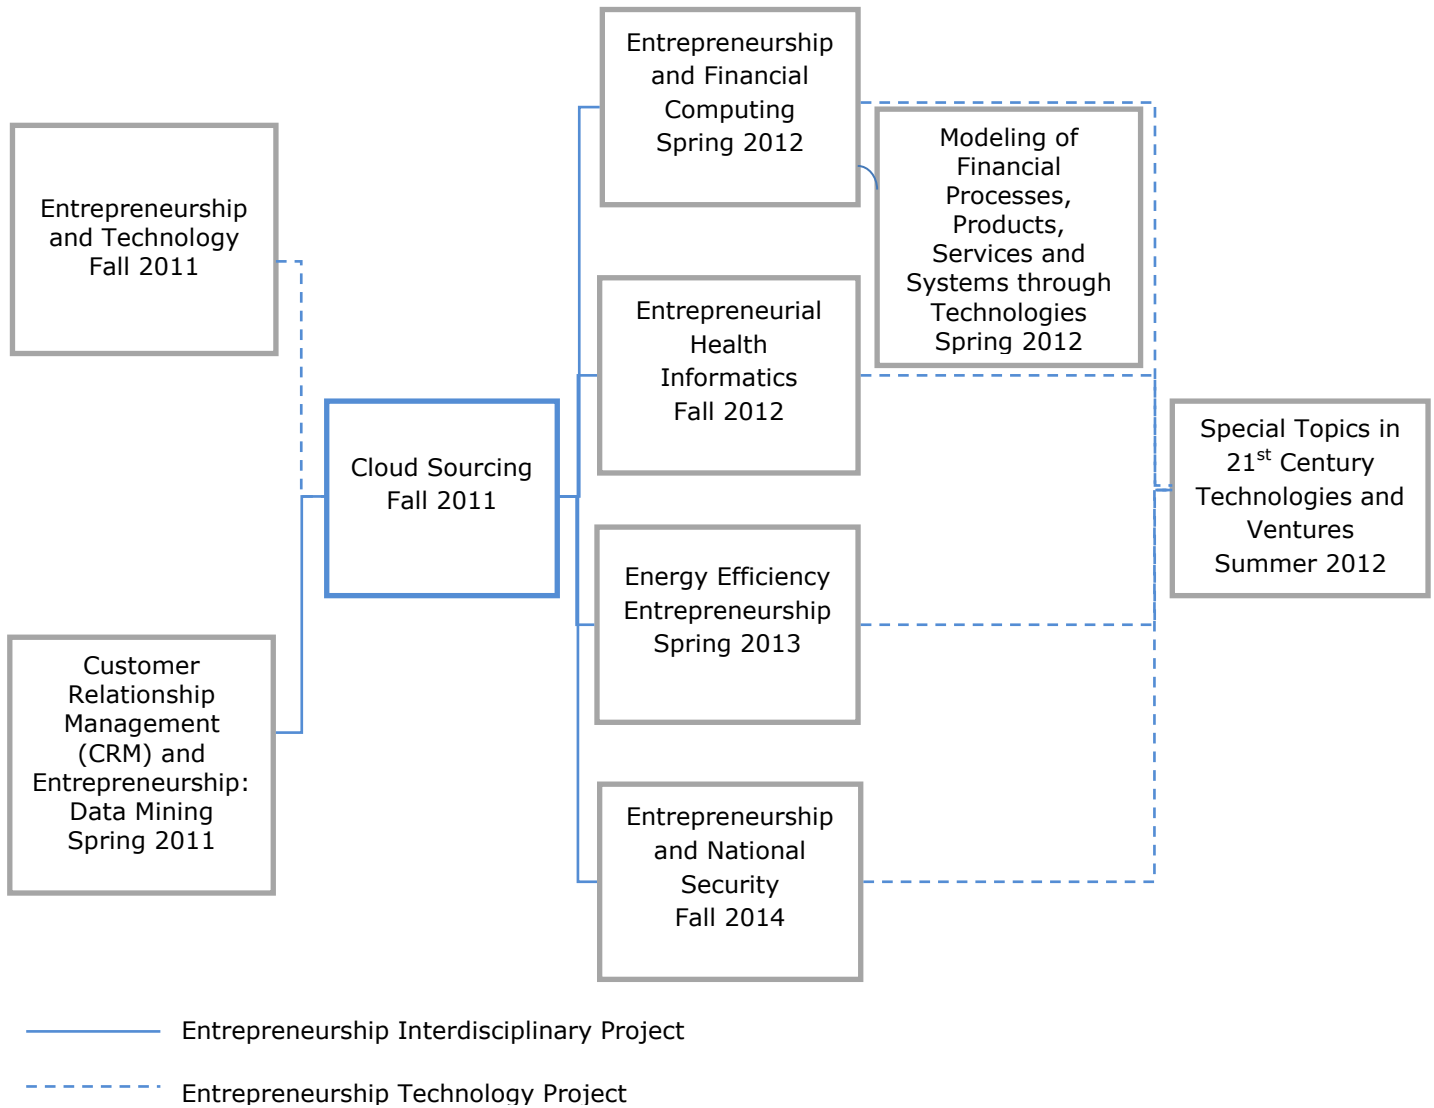 Entrepreneurship
and Technology
Fall 2011
Customer
Relationship
Management
(CRM) and
Entrepreneurship:
Data Mining
Spring 2011
Cloud Sourcing
Fall 2011
Entrepreneurship
and Financial
Computing
Spring 2012
Modeling of
Financial
Processes,
Products,
Services and
Systems through
Technologies
Spring 2012
Entrepreneurial
Health
Informatics
Fall 2012
Energy Efficiency
Entrepreneurship
Spring 2013
Entrepreneurship
and National
Security
Fall 2014
Special Topics in
21st Century
Technologies and
Ventures
Summer 2012
Entrepreneurship Interdisciplinary Project
Entrepreneurship Technology Project